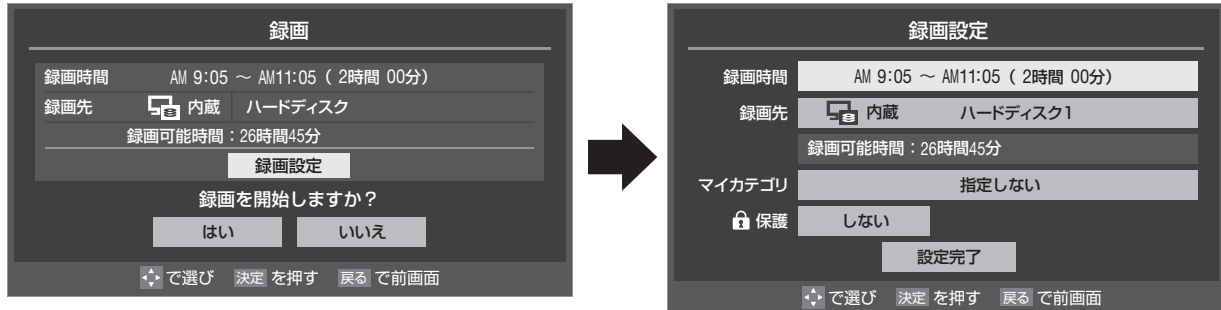 録画
録画時間 AM 9:05 ～ AM11:05 ( 2時間 00分)
録画先 内蔵 ハードディスク
録画可能時間：26時間45分
録画設定
録画を開始しますか？
はい いいえ
で選び 決定 を押す 戻る で前画面
録画設定
録画時間 AM 9:05 ～ AM11:05 ( 2時間 00分)
録画先 内蔵 ハードディスク1
録画可能時間：26時間45分
マイカテゴリ 指定しない
保護 しない
設定完了
で選び 決定 を押す 戻る で前画面